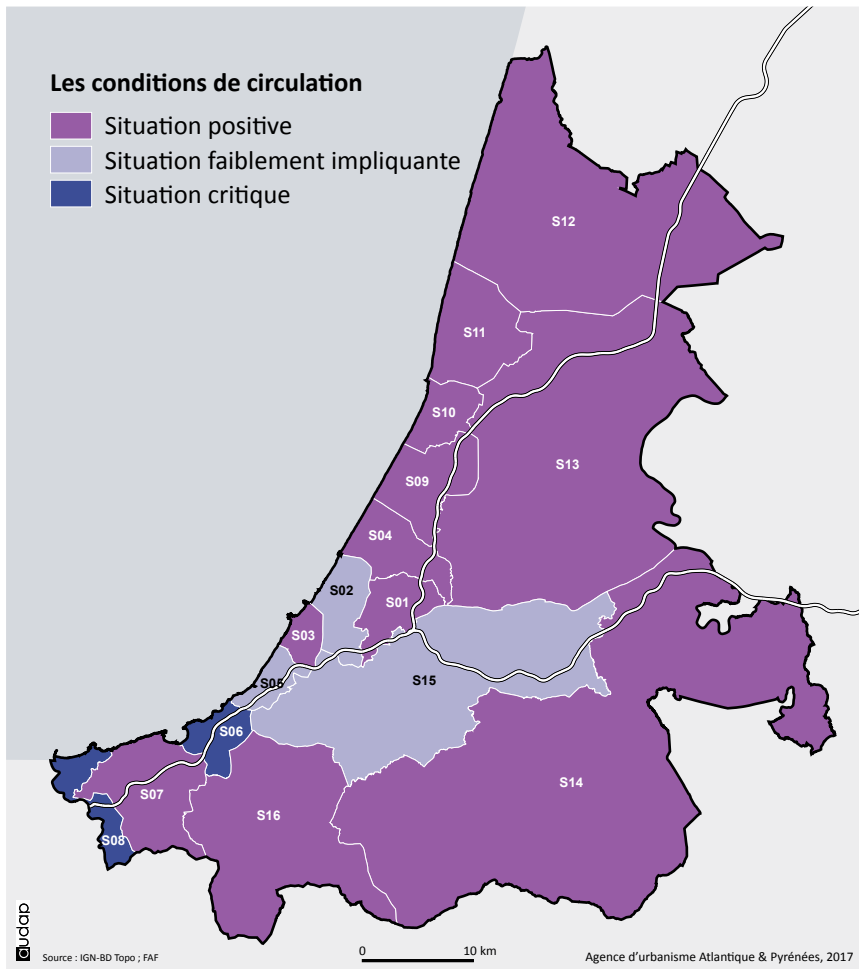 Les conditions de circulation
Situation positive
Situation faiblement impliquante
Situation critique
S12
S11
S10
S13
S09
S04
S02
S01
S03
S15
S05
S06
S14
S07
S16
S08
audap
Source : IGN-BD Topo ; FAF
0 10 km
Agence d'urbanisme Atlantique & Pyrénées, 2017